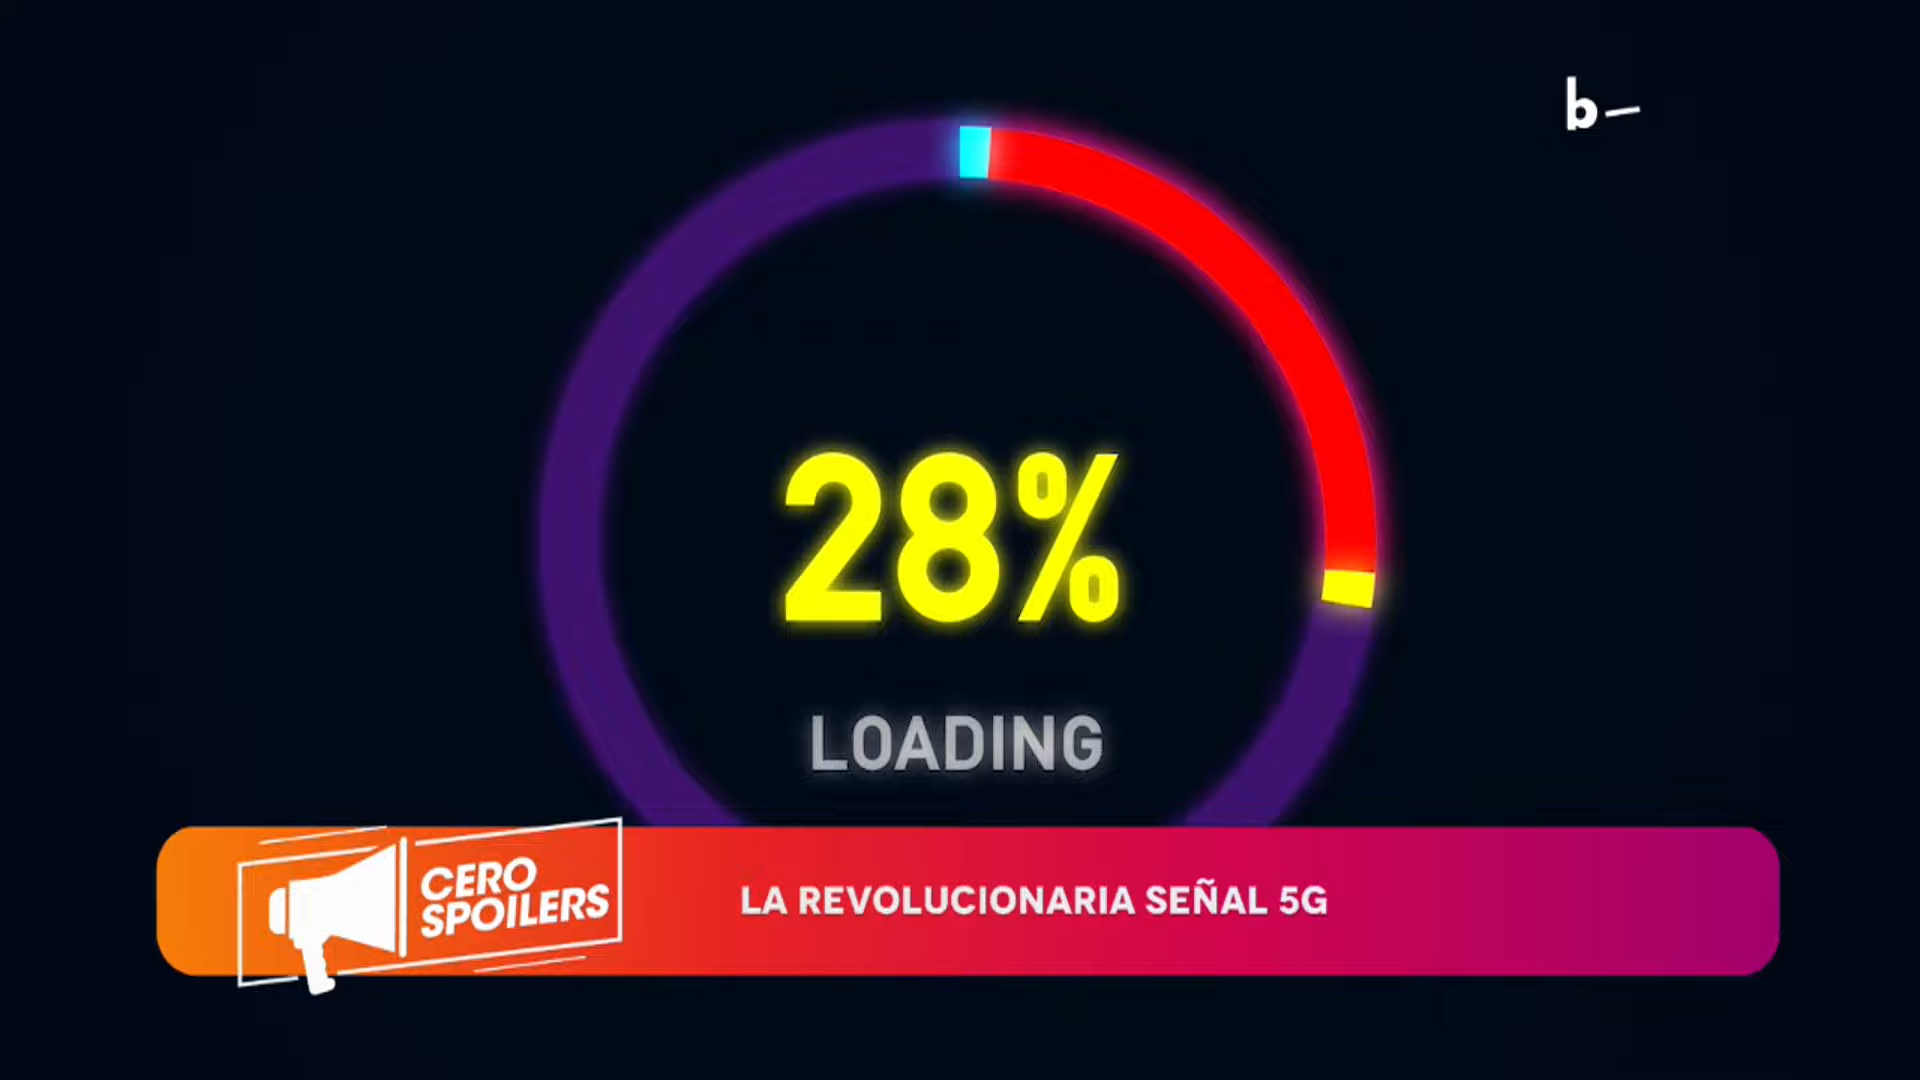 b
28%
LOADING
CERO
SPOILERS
LA REVOLUCIONARIA SEÑAL 5G